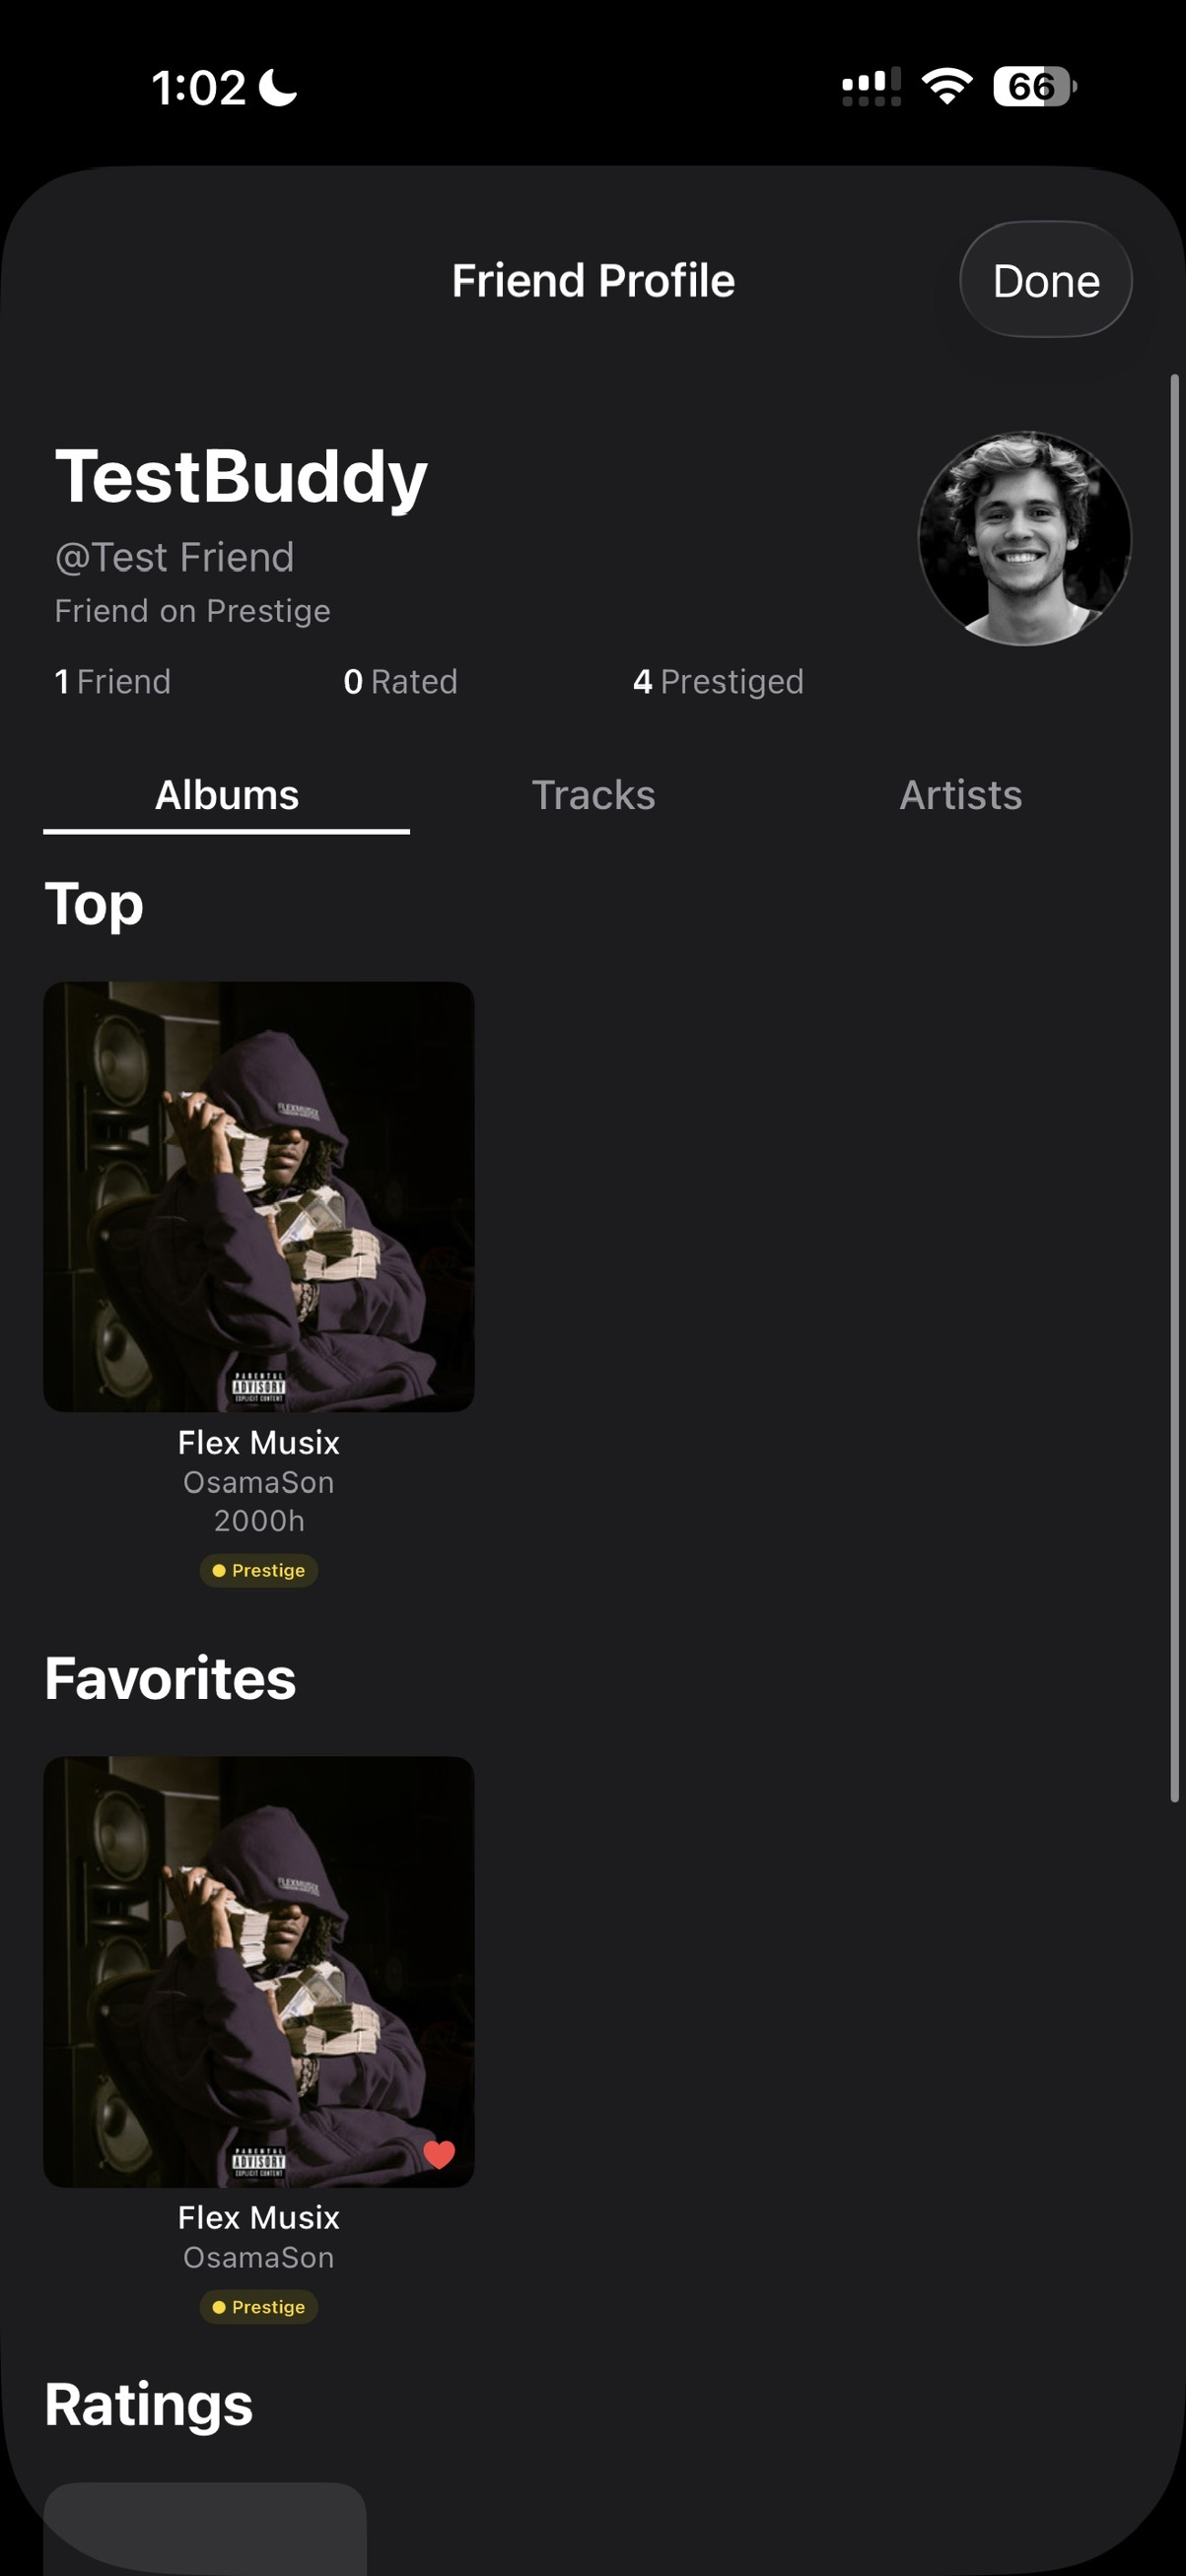 1:02 66
Friend Profile Done
TestBuddy
@Test Friend
Friend on Prestige
1 Friend 0 Rated 4 Prestiged
Albums Tracks Artists
Top
FLEXMUSIX
PARENTAL
ADVISORY
EXPLICIT CONTENT
Flex Musix
OsamaSon
2000h
Prestige
Favorites
FLEXMUSIX
PARENTAL
ADVISORY
EXPLICIT CONTENT
Flex Musix
OsamaSon
Prestige
Ratings